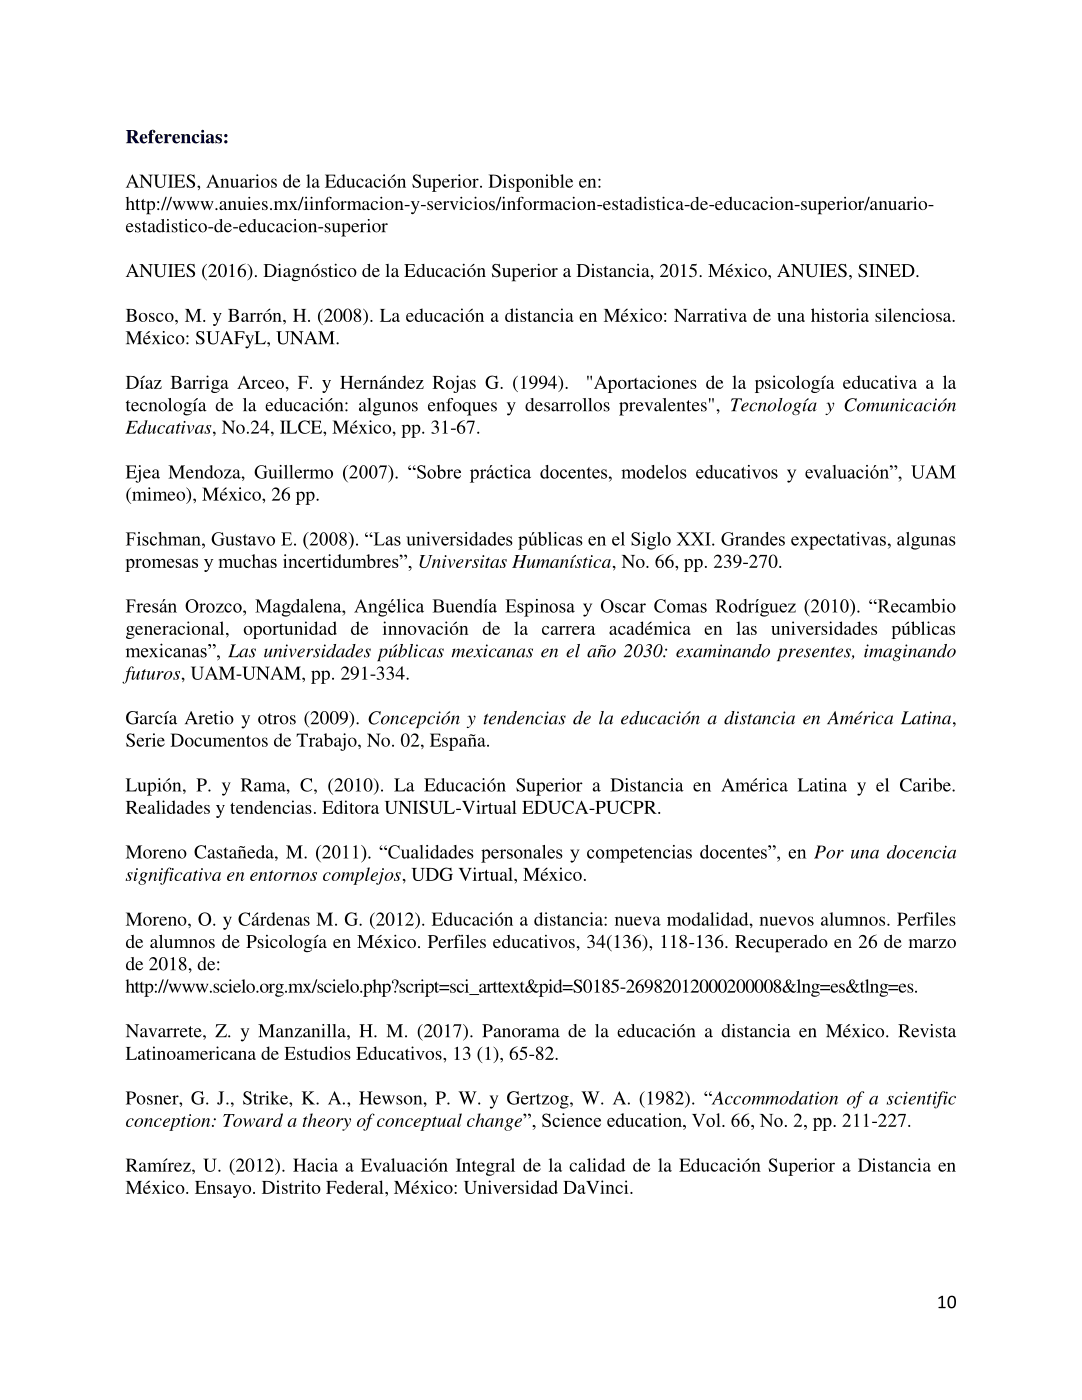 Referencias:
ANUIES, Anuarios de la Educación Superior. Disponible en:
http://www.anuies.mx/iinformacion-y-servicios/informacion-estadistica-de-educacion-superior/anuario-
estadistico-de-educacion-superior
ANUIES (2016). Diagnóstico de la Educación Superior a Distancia, 2015. México, ANUIES, SINED.
Bosco, M. y Barrón, H. (2008). La educación a distancia en México: Narrativa de una historia silenciosa.
México: SUAFyL, UNAM.
Díaz Barriga Arceo, F. y Hernández Rojas G. (1994).  "Aportaciones de la psicología educativa a la
tecnología de la educación: algunos enfoques y desarrollos prevalentes", Tecnología y Comunicación
Educativas, No.24, ILCE, México, pp. 31-67.
Ejea Mendoza, Guillermo (2007). “Sobre práctica docentes, modelos educativos y evaluación”, UAM
(mimeo), México, 26 pp.
Fischman, Gustavo E. (2008). “Las universidades públicas en el Siglo XXI. Grandes expectativas, algunas
promesas y muchas incertidumbres”, Universitas Humanística, No. 66, pp. 239-270.
Fresán Orozco, Magdalena, Angélica Buendía Espinosa y Oscar Comas Rodríguez (2010). “Recambio
generacional, oportunidad de innovación de la carrera académica en las universidades públicas
mexicanas”, Las universidades públicas mexicanas en el año 2030: examinando presentes, imaginando
futuros, UAM-UNAM, pp. 291-334.
García Aretio y otros (2009). Concepción y tendencias de la educación a distancia en América Latina,
Serie Documentos de Trabajo, No. 02, España.
Lupión, P. y Rama, C, (2010). La Educación Superior a Distancia en América Latina y el Caribe.
Realidades y tendencias. Editora UNISUL-Virtual EDUCA-PUCPR.
Moreno Castañeda, M. (2011). “Cualidades personales y competencias docentes”, en Por una docencia
significativa en entornos complejos, UDG Virtual, México.
Moreno, O. y Cárdenas M. G. (2012). Educación a distancia: nueva modalidad, nuevos alumnos. Perfiles
de alumnos de Psicología en México. Perfiles educativos, 34(136), 118-136. Recuperado en 26 de marzo
de 2018, de:
http://www.scielo.org.mx/scielo.php?script=sci_arttext&pid=S0185-26982012000200008&lng=es&tlng=es.
Navarrete, Z. y Manzanilla, H. M. (2017). Panorama de la educación a distancia en México. Revista
Latinoamericana de Estudios Educativos, 13 (1), 65-82.
Posner, G. J., Strike, K. A., Hewson, P. W. y Gertzog, W. A. (1982). “Accommodation of a scientific
conception: Toward a theory of conceptual change”, Science education, Vol. 66, No. 2, pp. 211-227.
Ramírez, U. (2012). Hacia a Evaluación Integral de la calidad de la Educación Superior a Distancia en
México. Ensayo. Distrito Federal, México: Universidad DaVinci.
10